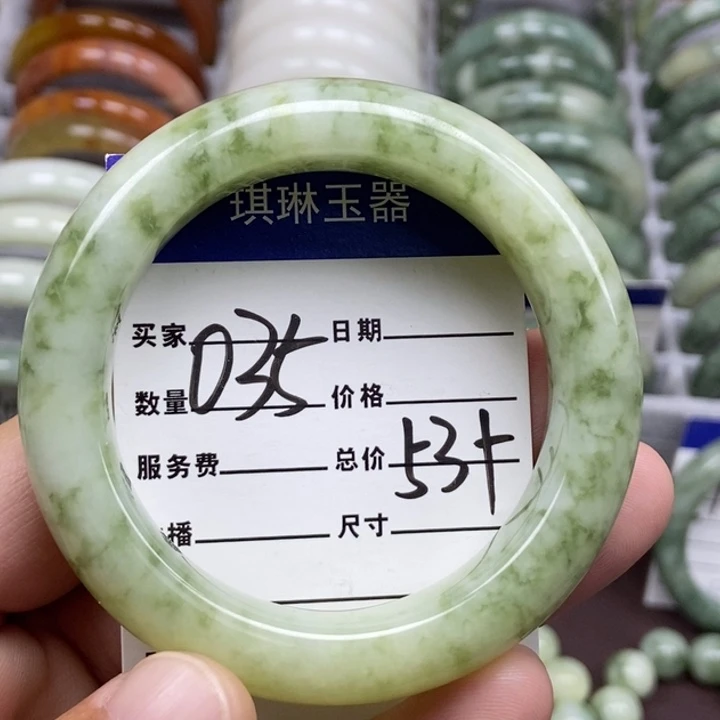 琪琳玉器
买家 日期
035
数量 价格
服务费 总价 53+
播 尺寸